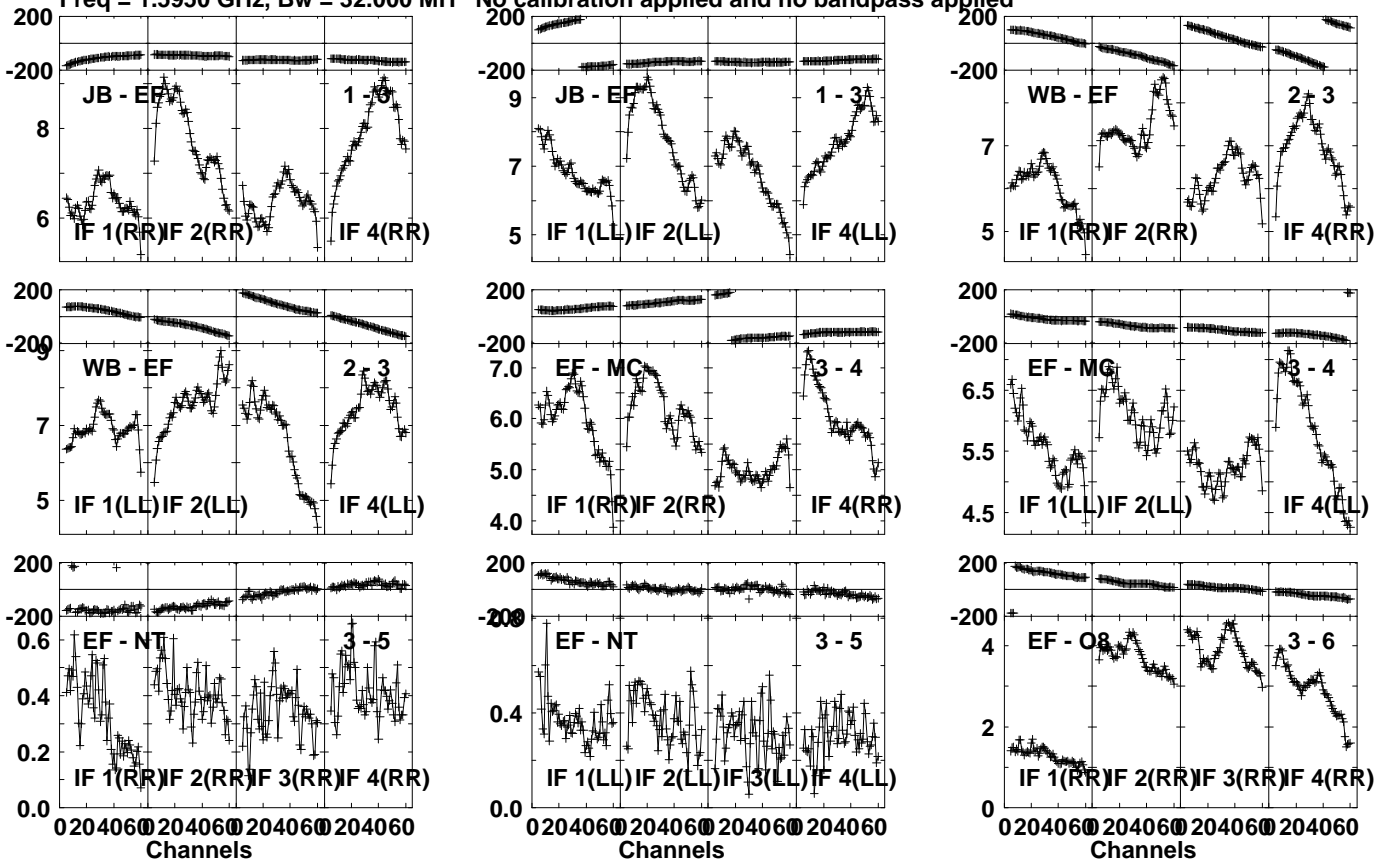 Freq = 1.5950 GHz, Bw = 32.000 MH No calibration applied and no bandpass applied
200
-200
JB - EF 1 - 3
8
6
IF 1(RR) IF 2(RR) IF 4(RR)
200
-200
JB - EF 1 - 3
9
7
5
IF 1(LL) IF 2(LL) IF 4(LL)
200
-200
WB - EF 2 - 3
7
5
IF 1(RR) IF 2(RR) IF 4(RR)
200
-200
9
WB - EF 2 - 3
7
5
IF 1(LL) IF 2(LL) IF 4(LL)
200
-200
EF - MC 3 - 4
7.0
6.0
5.0
4.0
IF 1(RR) IF 2(RR) IF 4(RR)
200
-200
EF - MC 3 - 4
6.5
5.5
4.5
IF 1(LL) IF 2(LL) IF 4(LL)
200
-200
EF - NT 3 - 5
0.6
0.4
0.2
0.0
IF 1(RR) IF 2(RR) IF 3(RR) IF 4(RR)
0 20 40 60 0 20 40 60 0 20 40 60 0 20 40 60
Channels
200
-200
0.8
EF - NT 3 - 5
0.4
0.0
IF 1(LL) IF 2(LL) IF 3(LL) IF 4(LL)
0 20 40 60 0 20 40 60 0 20 40 60 0 20 40 60
Channels
200
-200
EF - O8 3 - 6
4
2
0
IF 1(RR) IF 2(RR) IF 3(RR) IF 4(RR)
0 20 40 60 0 20 40 60 0 20 40 60 0 20 40 60
Channels